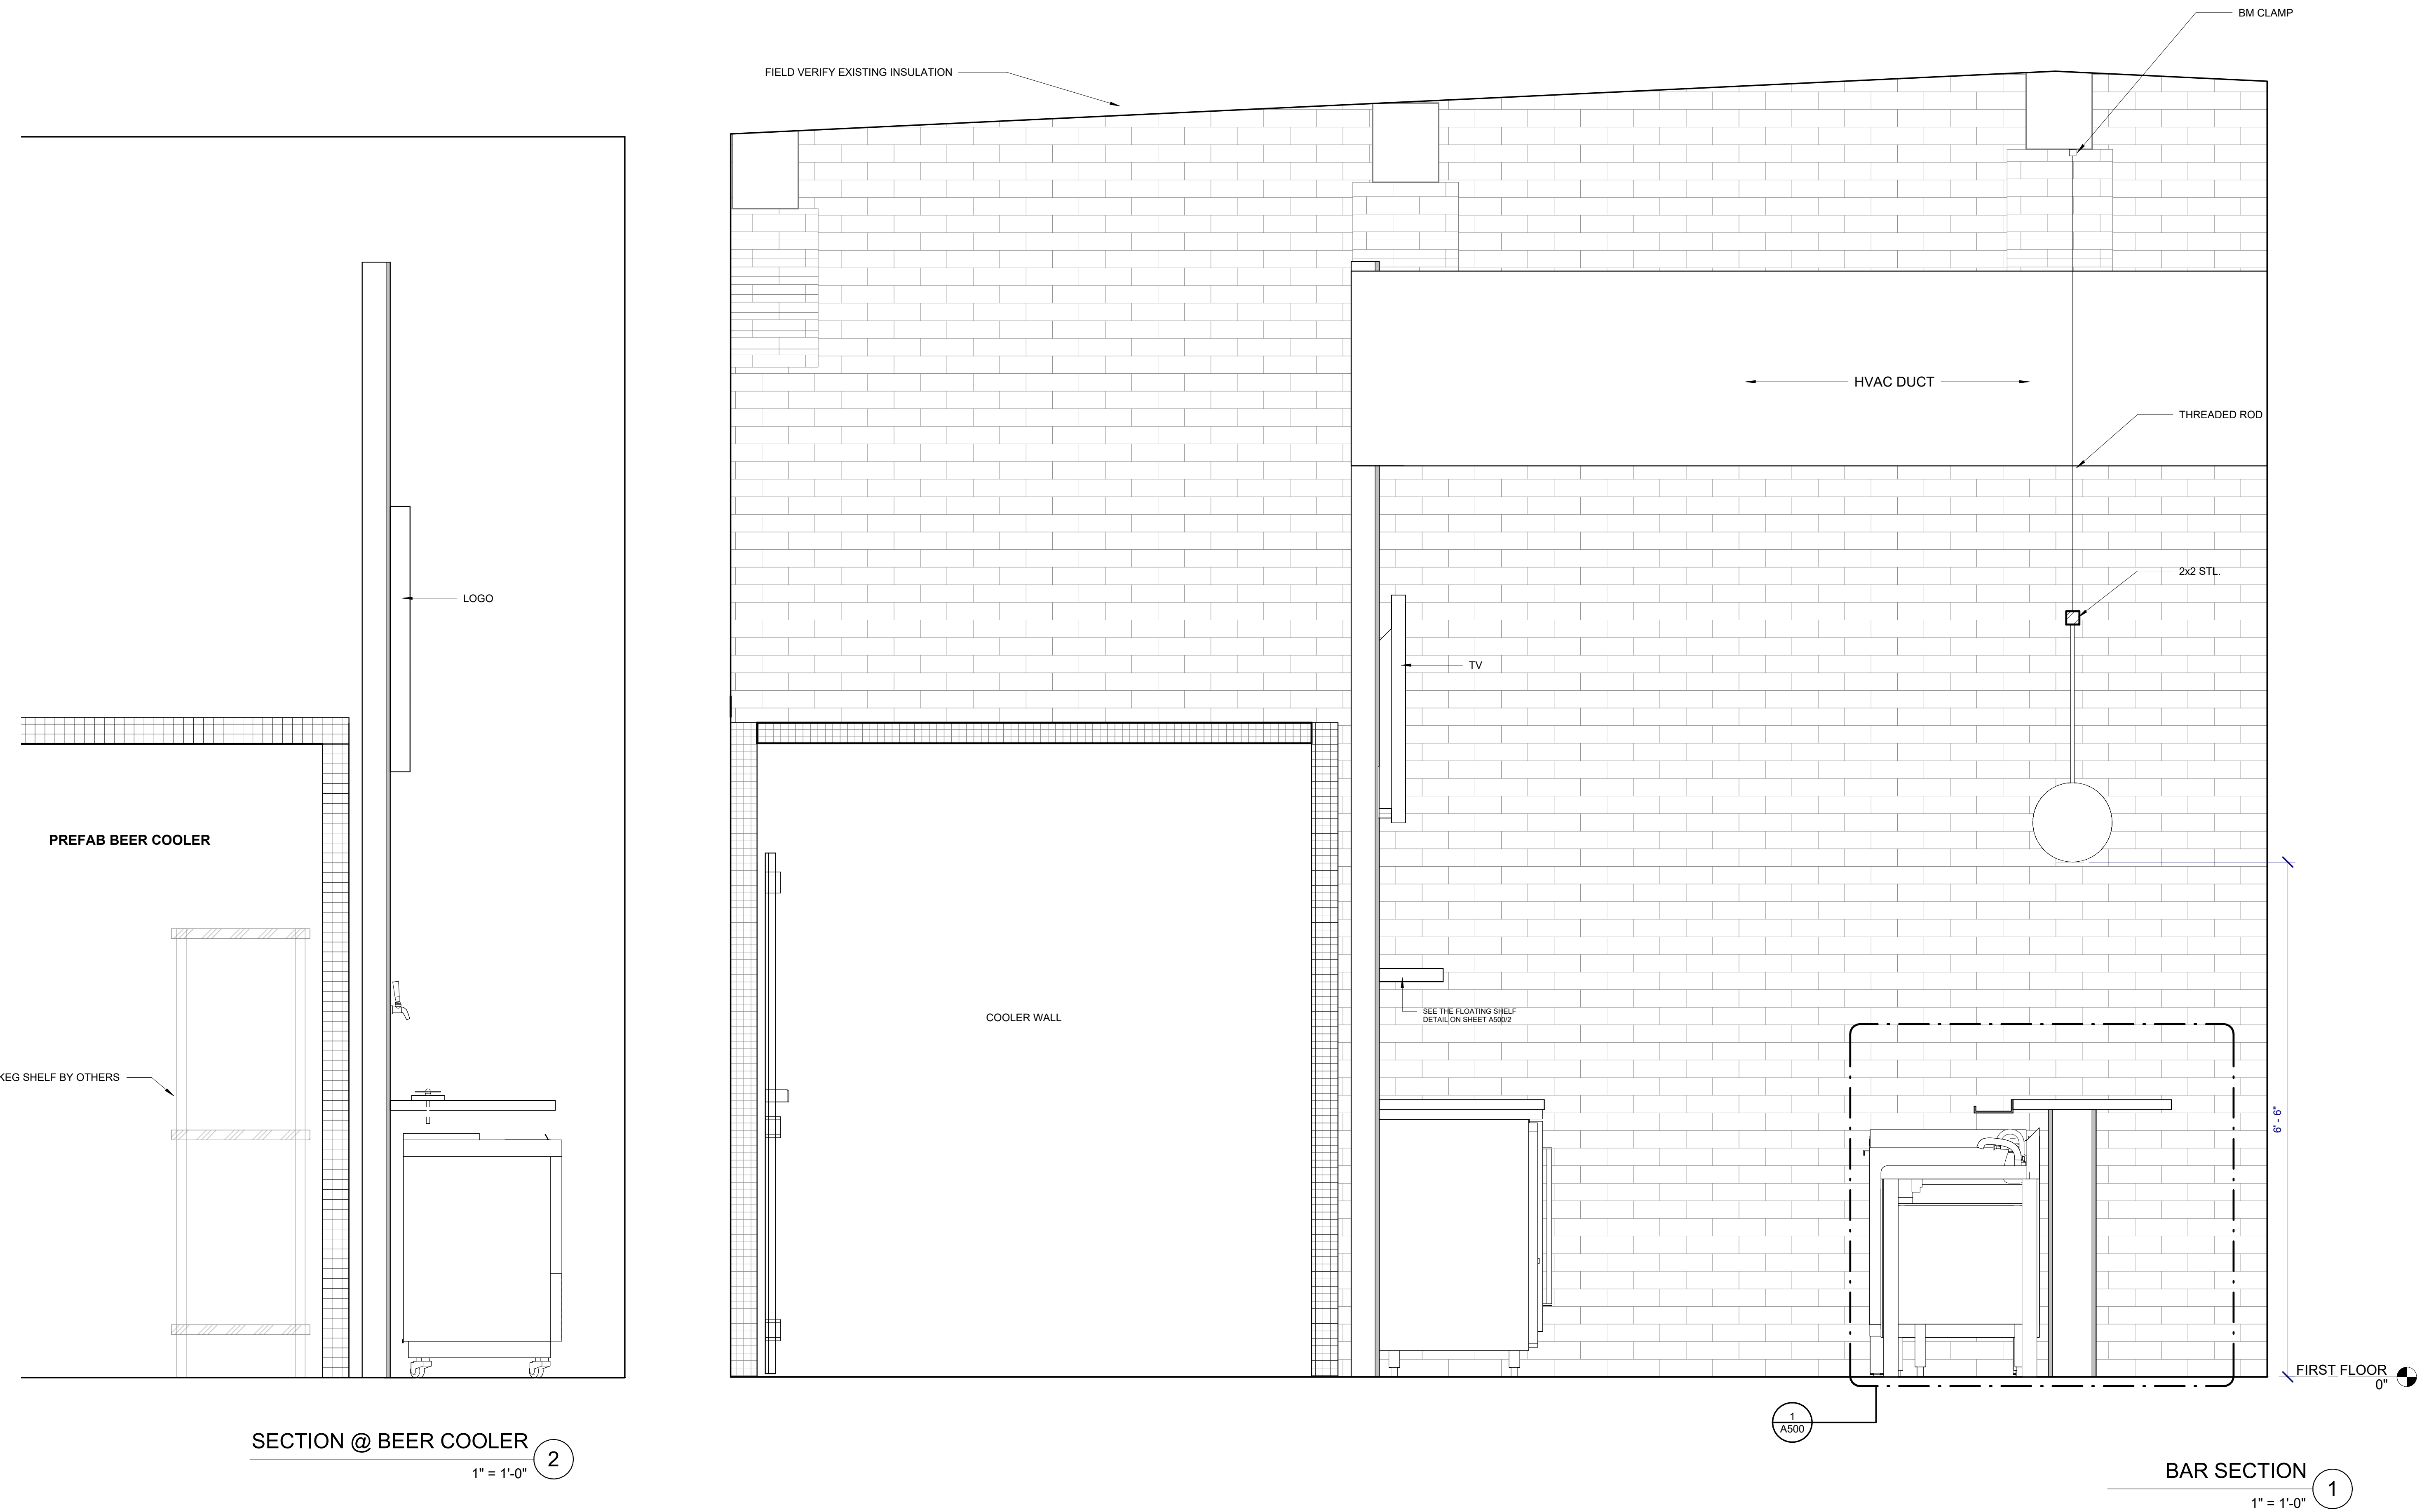 BM CLAMP
FIELD VERIFY EXISTING INSULATION
HVAC DUCT
THREADED ROD
2x2 STL.
LOGO
TV
PREFAB BEER COOLER
COOLER WALL
SEE THE FLOATING SHELF
DETAIL ON SHEET A500/2
KEG SHELF BY OTHERS
6' - 6"
FIRST FLOOR
0"
1
A500
SECTION @ BEER COOLER
2
1" = 1'-0"
BAR SECTION
1
1" = 1'-0"